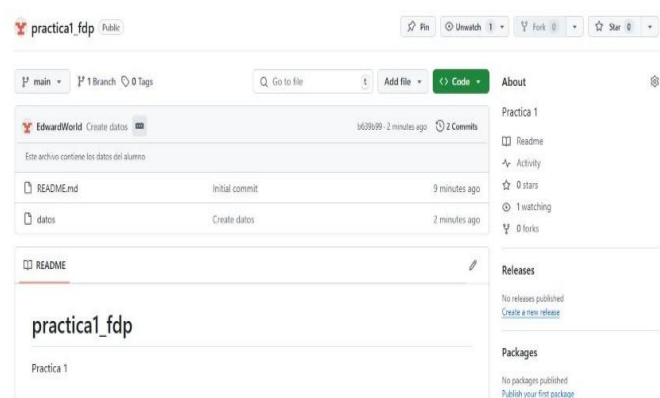 practica1_fdp Public
Pin Unwatch 1 Fork 0 Star 0
main 1 Branch 0 Tags Go to file t Add file Code
EdwardWorld Create datos b639b99 · 2 minutes ago 2 Commits
Este archivo contiene los datos del alumno
README.md Initial commit 9 minutes ago
datos Create datos 2 minutes ago
README
practica1_fdp
Practica 1
About
Practica 1
Readme
Activity
0 stars
1 watching
0 forks
Releases
No releases published
Create a new release
Packages
No packages published
Publish your first package